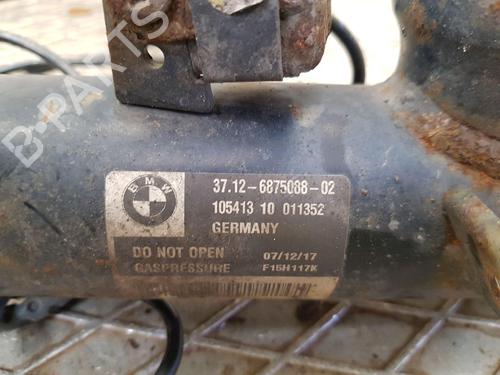 B-PARTS
BMW
37.12-6875088-02
105413 10 011352
GERMANY
DO NOT OPEN 07/12/17
GASPRESSURE F15H117K